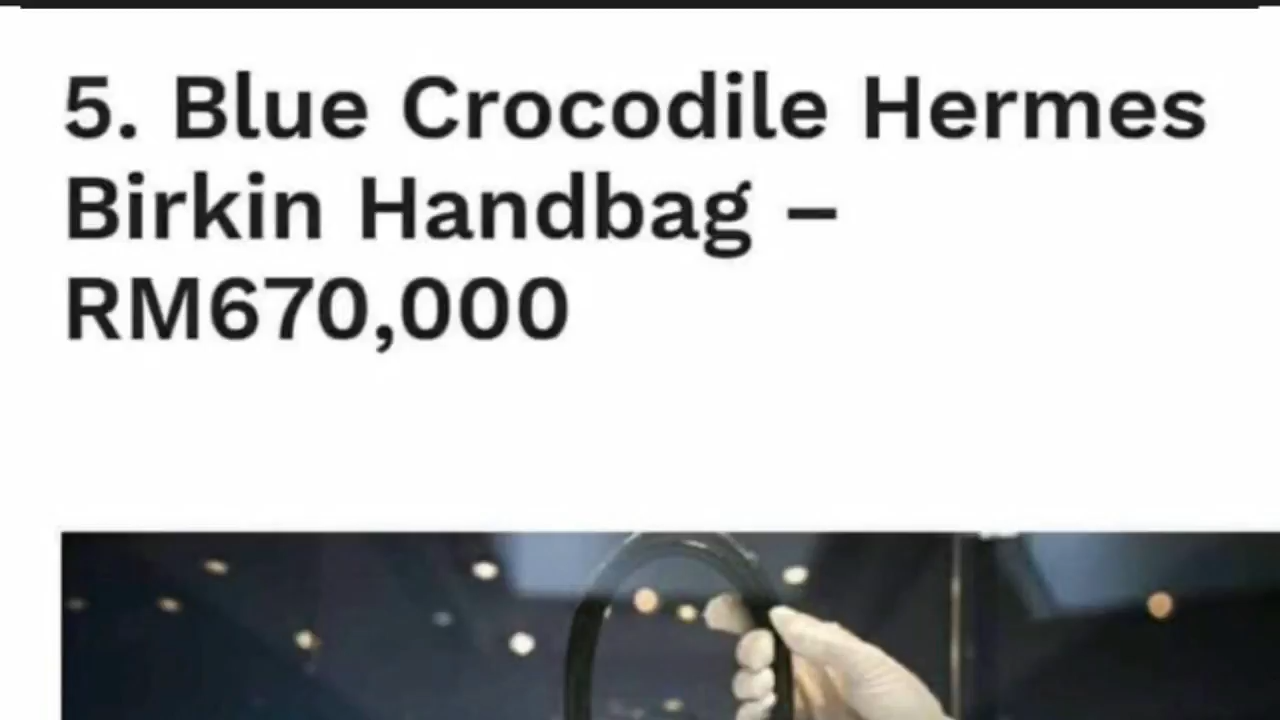 5. Blue Crocodile Hermes
Birkin Handbag –
RM670,000